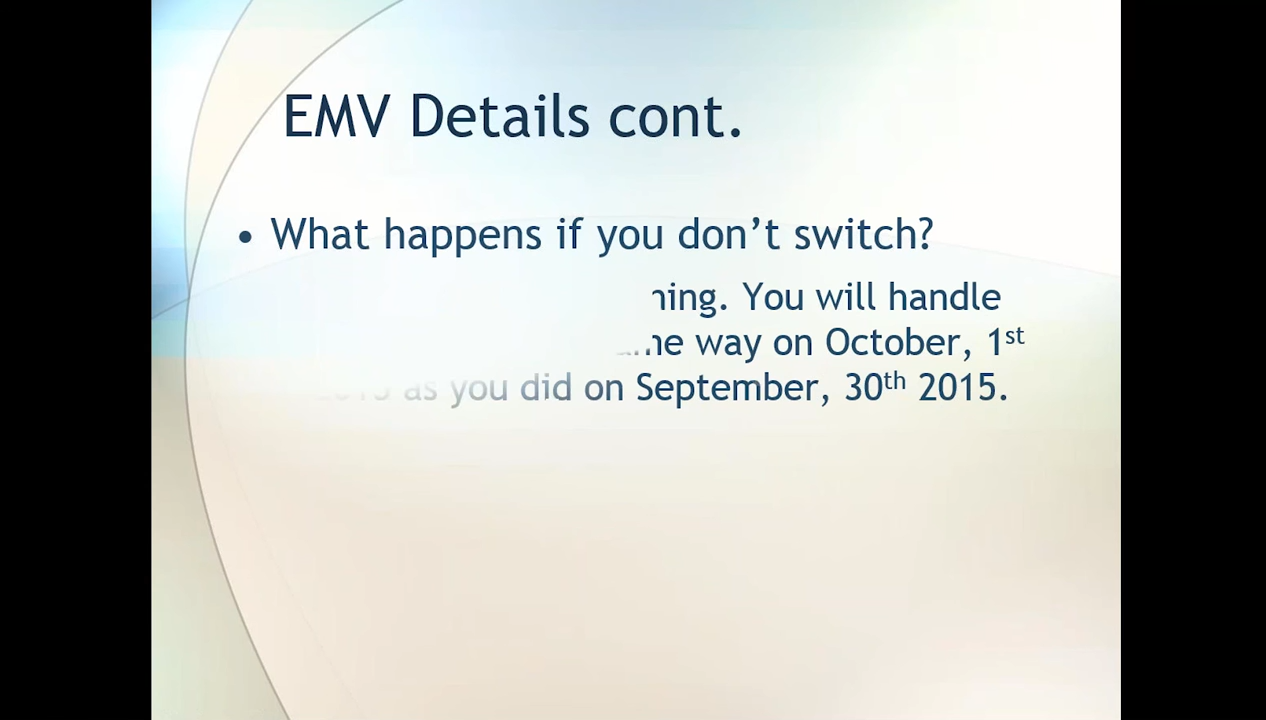 EMV Details cont.
• What happens if you don't switch?
You will handle
way on October, 1st
as you did on September, 30th 2015.